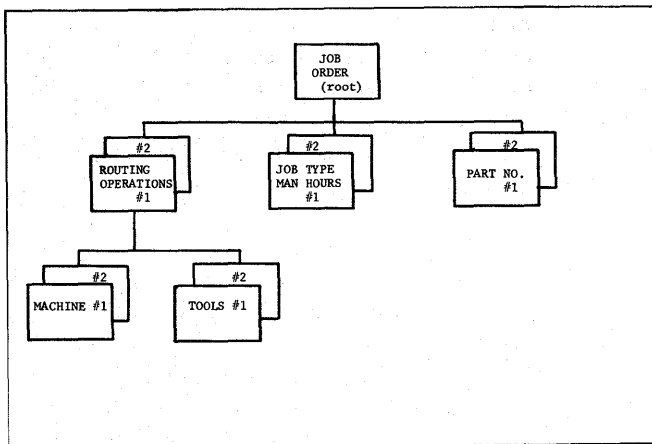 JOB
ORDER
(root)
#2
ROUTING
OPERATIONS
#1
#2
JOB TYPE
MAN HOURS
#1
#2
PART NO.
#1
#2
MACHINE #1
#2
TOOLS #1